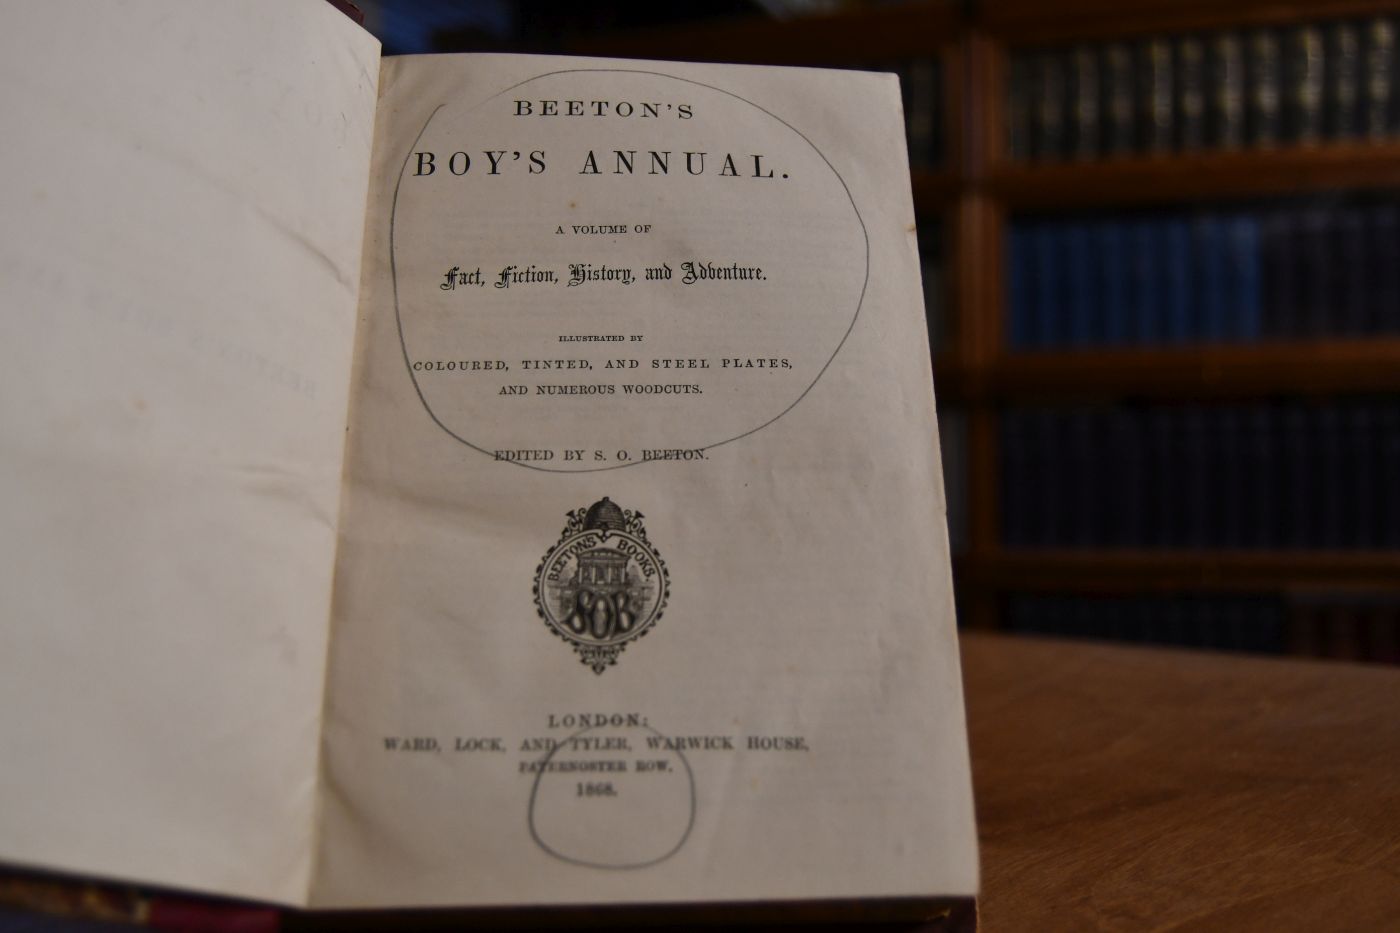 BEETON'S
BOY'S ANNUAL.
A VOLUME OF
Fact, Fiction, History, and Adventure.
ILLUSTRATED BY
COLOURED, TINTED, AND STEEL PLATES,
AND NUMEROUS WOODCUTS.
EDITED BY S. O. BEETON.
BEETON'S BOOKS.
SOB
LONDON:
WARD, LOCK, AND TYLER, WARWICK HOUSE,
PATERNOSTER ROW.
1868.